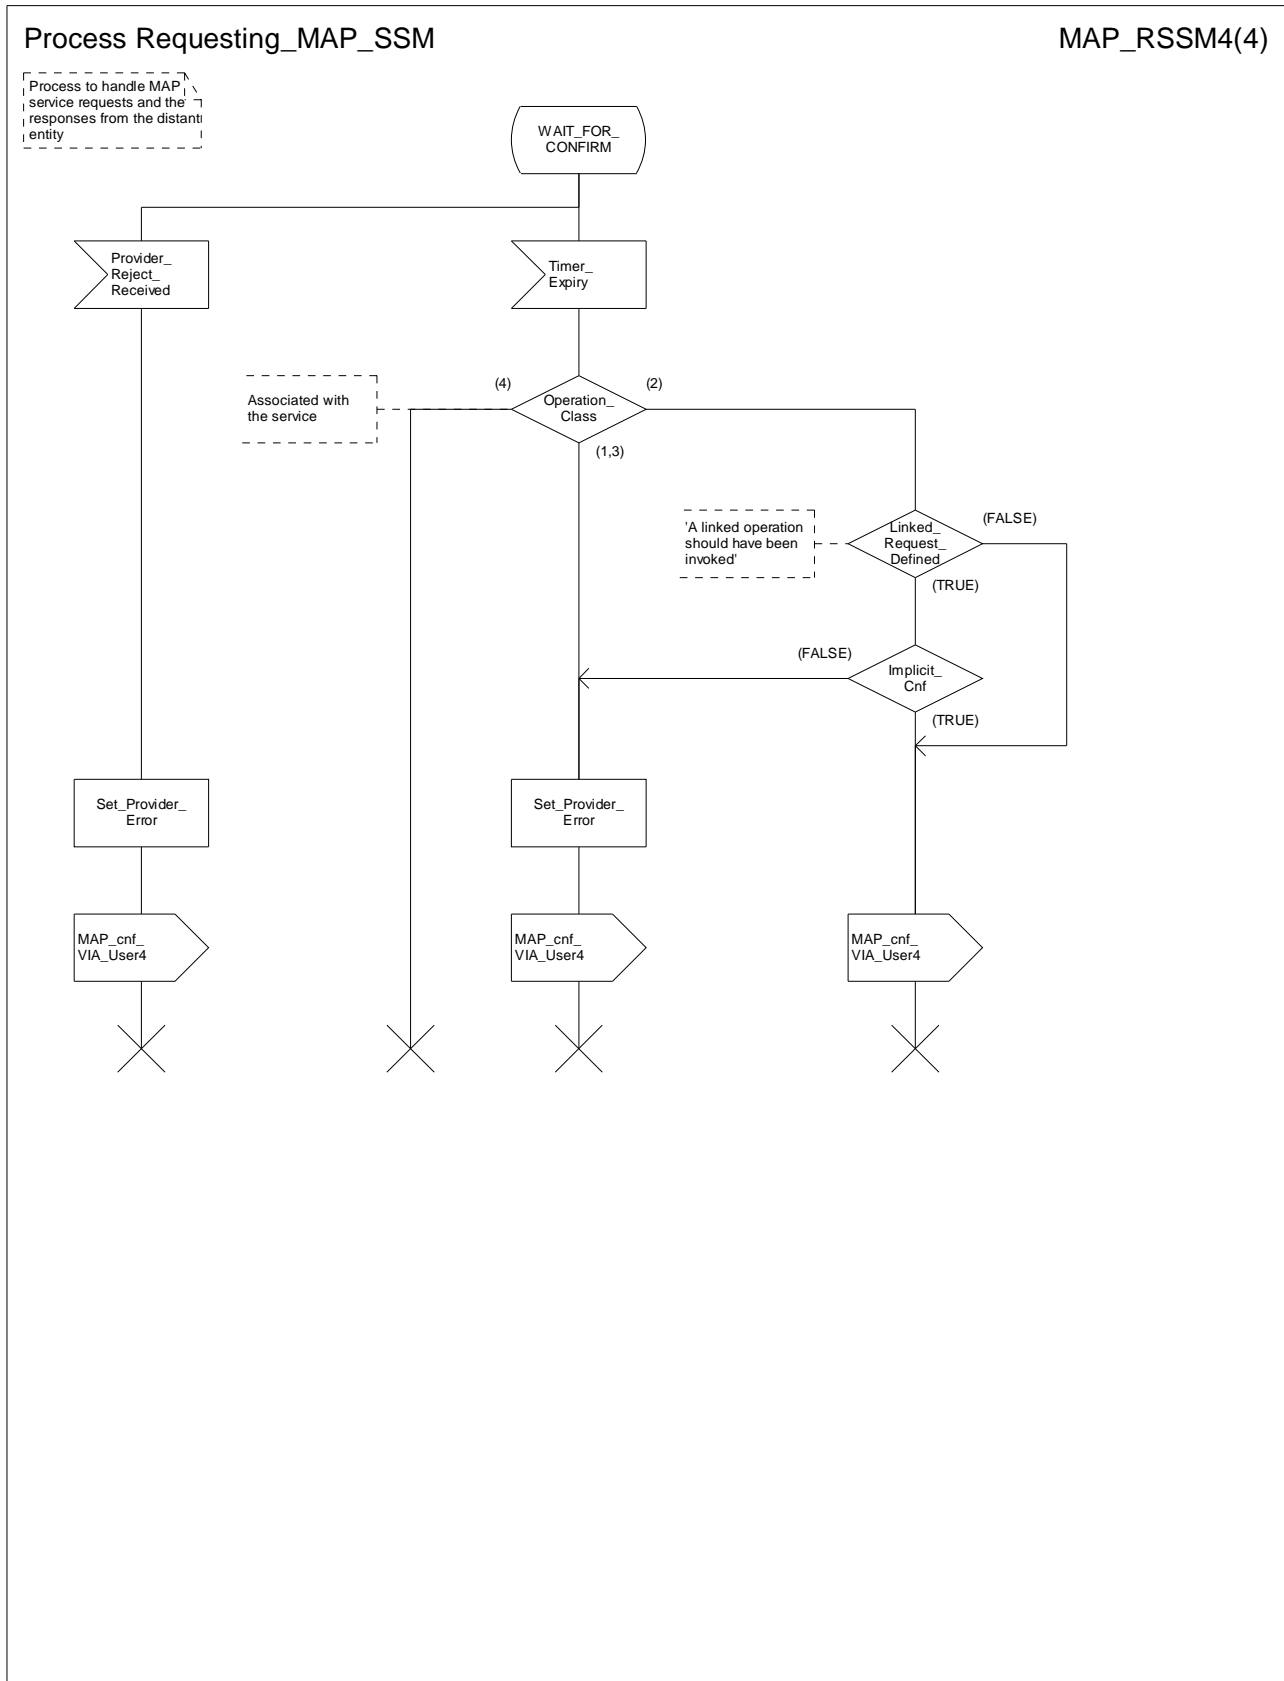 Process Requesting_MAP_SSM
MAP_RSSM4(4)
Process to handle MAP
service requests and the
responses from the distant
entity
WAIT_FOR_
CONFIRM
Provider_
Reject_
Received
Timer_
Expiry
Associated with
the service
(4)
Operation_
Class
(2)
(1,3)
'A linked operation
should have been
invoked'
Linked_
Request_
Defined
(FALSE)
(TRUE)
(FALSE)
Implicit_
Cnf
(TRUE)
Set_Provider_
Error
Set_Provider_
Error
MAP_cnf_
VIA_User4
MAP_cnf_
VIA_User4
MAP_cnf_
VIA_User4